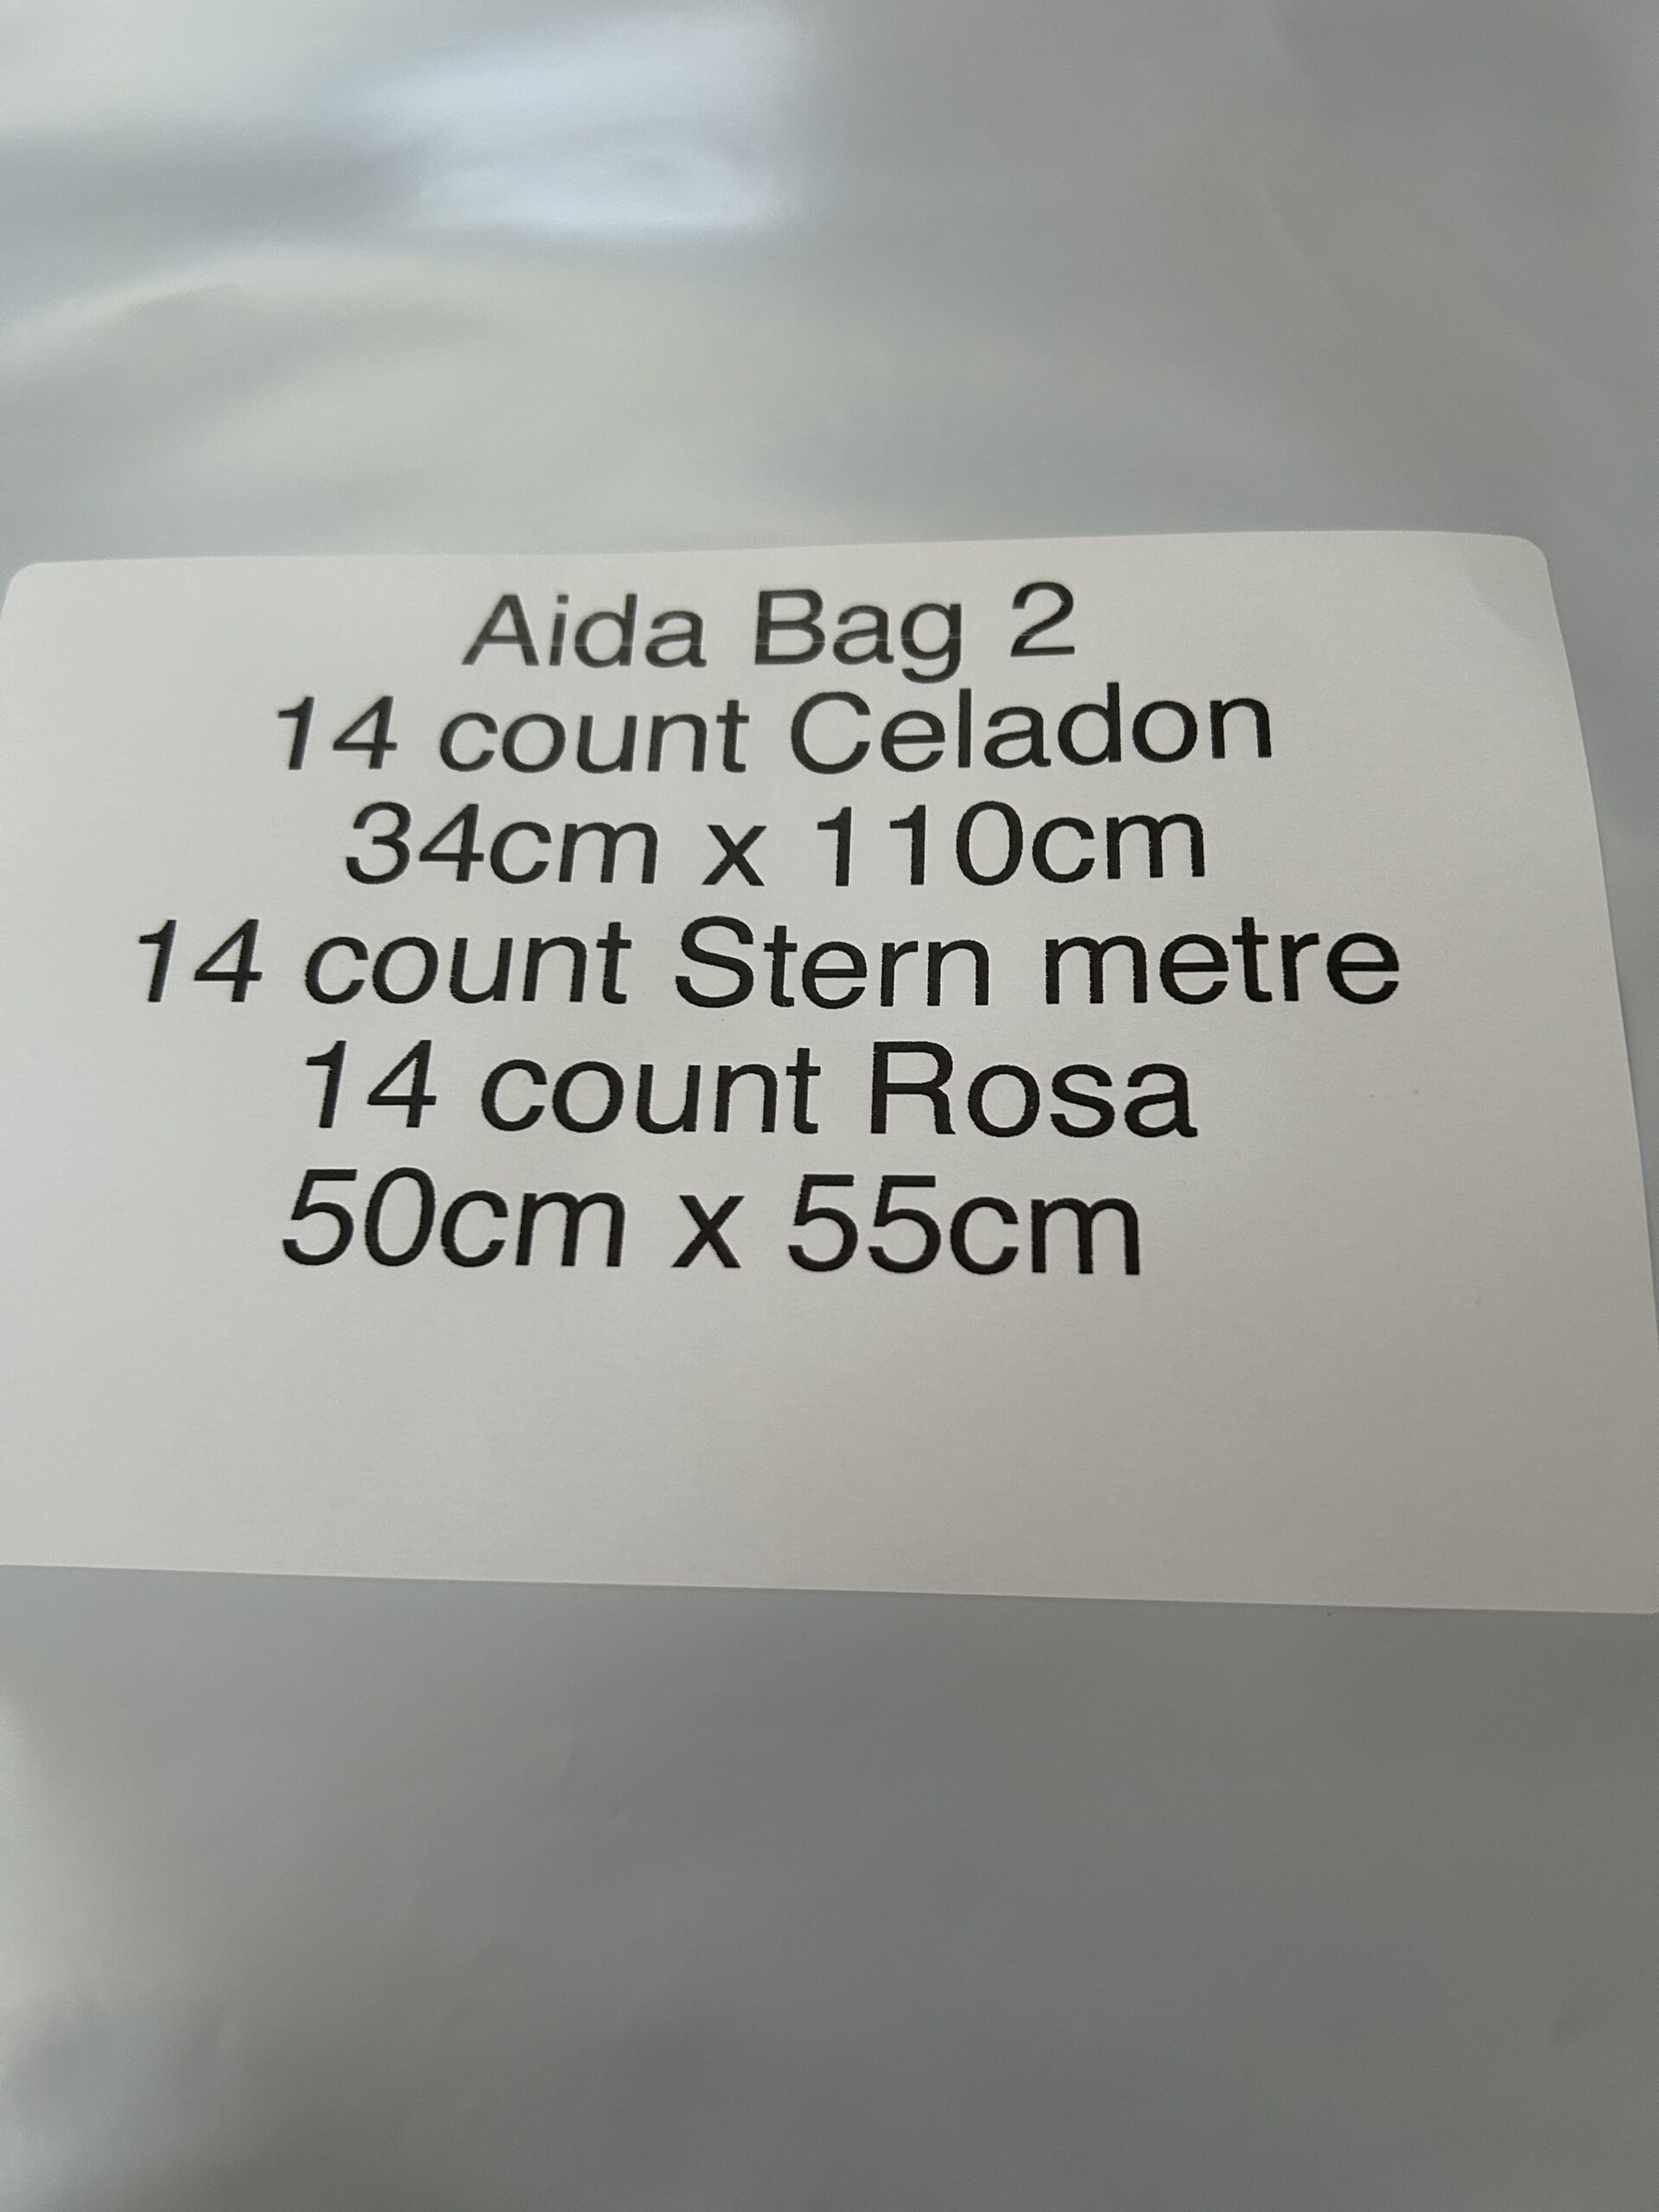 Aida Bag 2
14 count Celadon
34cm x 110cm
14 count Stern metre
14 count Rosa
50cm x 55cm